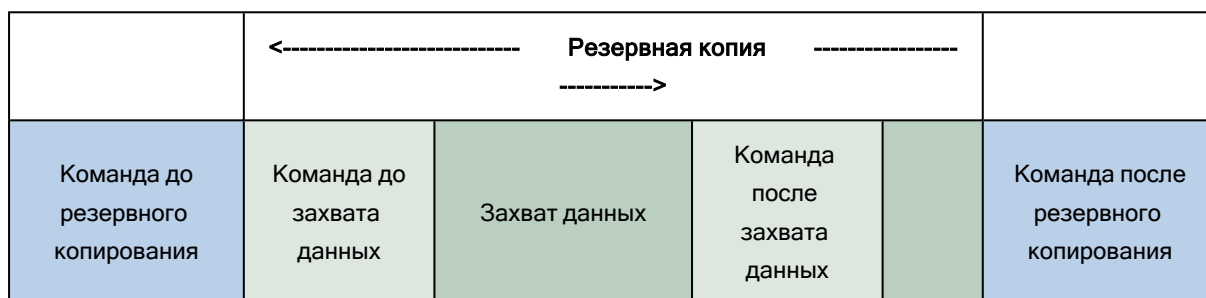 <---------------------------- Резервная копия -----------------
----------->
Команда до
резервного
копирования
Команда до
захвата
данных
Захват данных
Команда
после
захвата
данных
Команда после
резервного
копирования